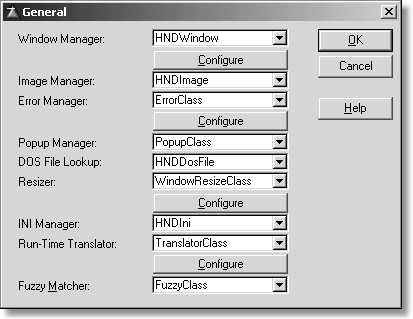 General
Window Manager: HNDWindow
OK
Configure
Cancel
Image Manager: HNDImage
Error Manager: ErrorClass
Help
Configure
Popup Manager: PopupClass
DOS File Lookup: HNDDosFile
Resizer: WindowResizeClass
Configure
INI Manager: HNDIni
Run-Time Translator: TranslatorClass
Configure
Fuzzy Matcher: FuzzyClass